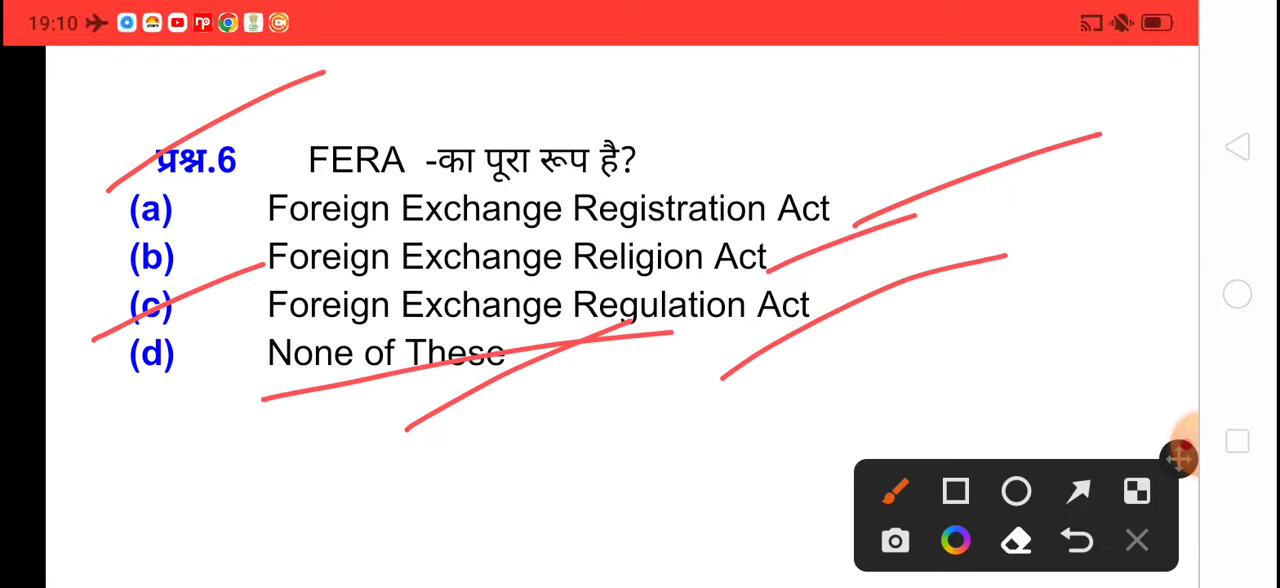 19:10
प्रश्न.6 FERA -का पूरा रूप है?
(a) Foreign Exchange Registration Act
(b) Foreign Exchange Religion Act
(c) Foreign Exchange Regulation Act
(d) None of These